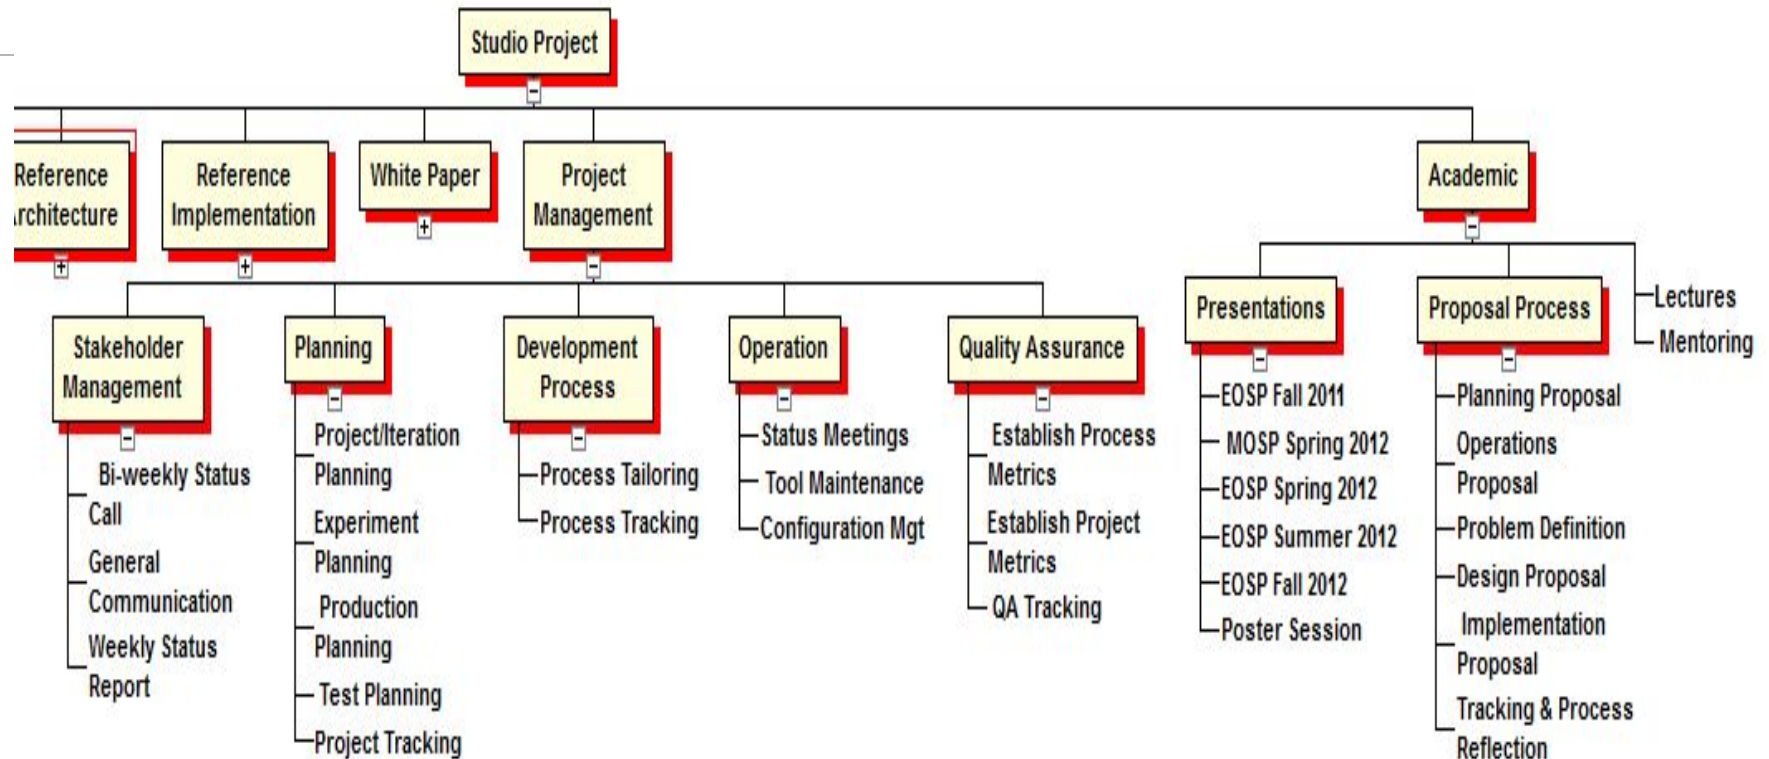 Studio Project
Reference
rchitecture
Reference
Implementation
White Paper
Project
Management
Academic
Stakeholder
Management
Bi-weekly Status
Call
General
Communication
Weekly Status
Report
Planning
Project/Iteration
Planning
Experiment
Planning
Production
Planning
Test Planning
Project Tracking
Development
Process
Process Tailoring
Process Tracking
Operation
Status Meetings
Tool Maintenance
Configuration Mgt
Quality Assurance
Establish Process
Metrics
Establish Project
Metrics
QA Tracking
Presentations
EOSP Fall 2011
MOSP Spring 2012
EOSP Spring 2012
EOSP Summer 2012
EOSP Fall 2012
Poster Session
Proposal Process
Planning Proposal
Operations
Proposal
Problem Definition
Design Proposal
Implementation
Proposal
Tracking & Process
Reflection
Lectures
Mentoring